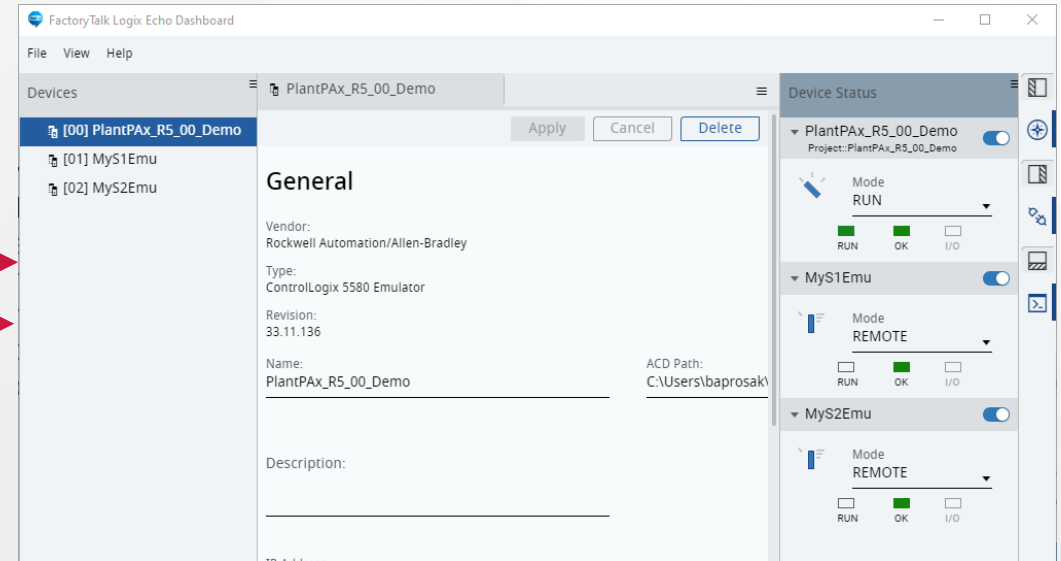 FactoryTalk Logix Echo Dashboard
File View Help
Devices
[00] PlantPAx_R5_00_Demo
[01] MyS1Emu
[02] MyS2Emu
PlantPAx_R5_00_Demo
Apply Cancel Delete
General
Vendor:
Rockwell Automation/Allen-Bradley
Type:
ControlLogix 5580 Emulator
Revision:
33.11.136
Name:
PlantPAx_R5_00_Demo
ACD Path:
C:\Users\baprosak\
Description:
Device Status
PlantPAx_R5_00_Demo
Project::PlantPAx_R5_00_Demo
Mode
RUN
RUN OK I/O
MyS1Emu
Mode
REMOTE
RUN OK I/O
MyS2Emu
Mode
REMOTE
RUN OK I/O